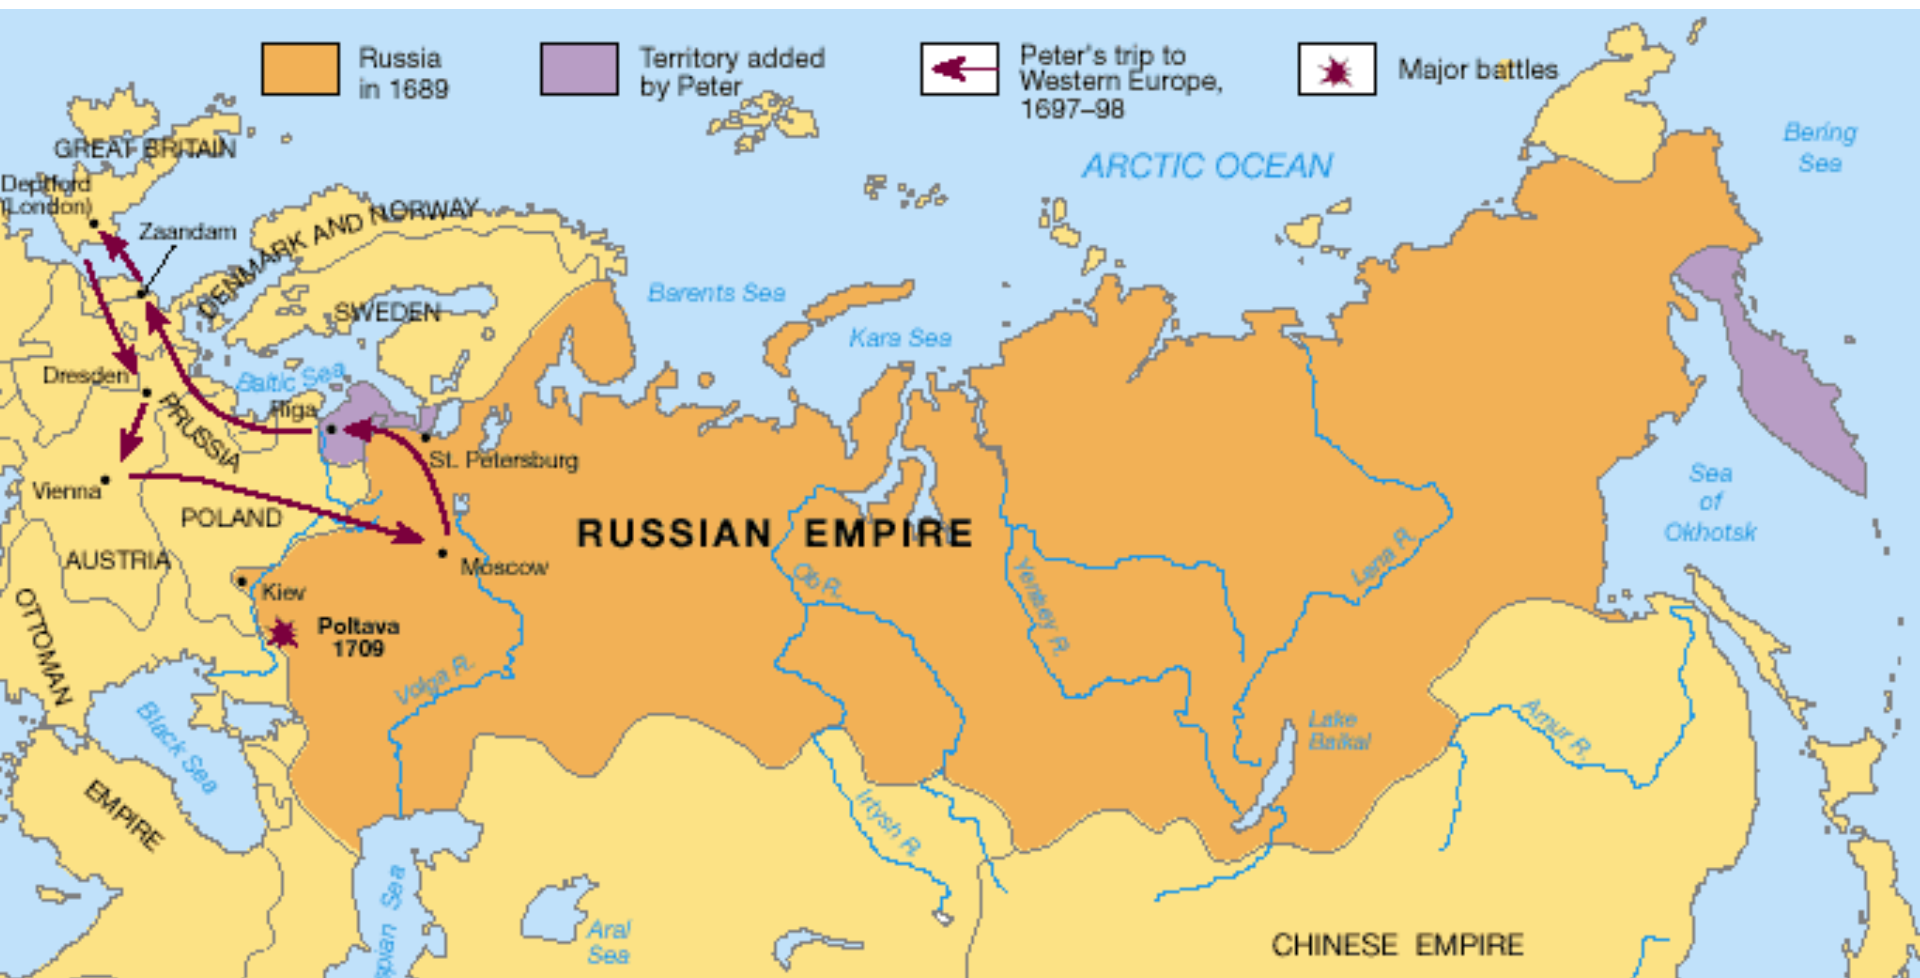 Russia
in 1689
Territory added
by Peter
Peter's trip to
Western Europe,
1697–98
Major battles
GREAT BRITAIN
Deptford
(London)
Zaandam
DENMARK AND NORWAY
SWEDEN
Barents Sea
Kara Sea
ARCTIC OCEAN
Bering
Sea
Dresden
Baltic Sea
Riga
PRUSSIA
St. Petersburg
Vienna
POLAND
AUSTRIA
RUSSIAN EMPIRE
Moscow
Kiev
Poltava
1709
OTTOMAN
EMPIRE
Black Sea
Volga R.
Ob R.
Yenisey R.
Lena R.
Sea
of
Okhotsk
Lake
Baikal
Amur R.
Irtysh R.
Aral
Sea
spian Sea
CHINESE EMPIRE